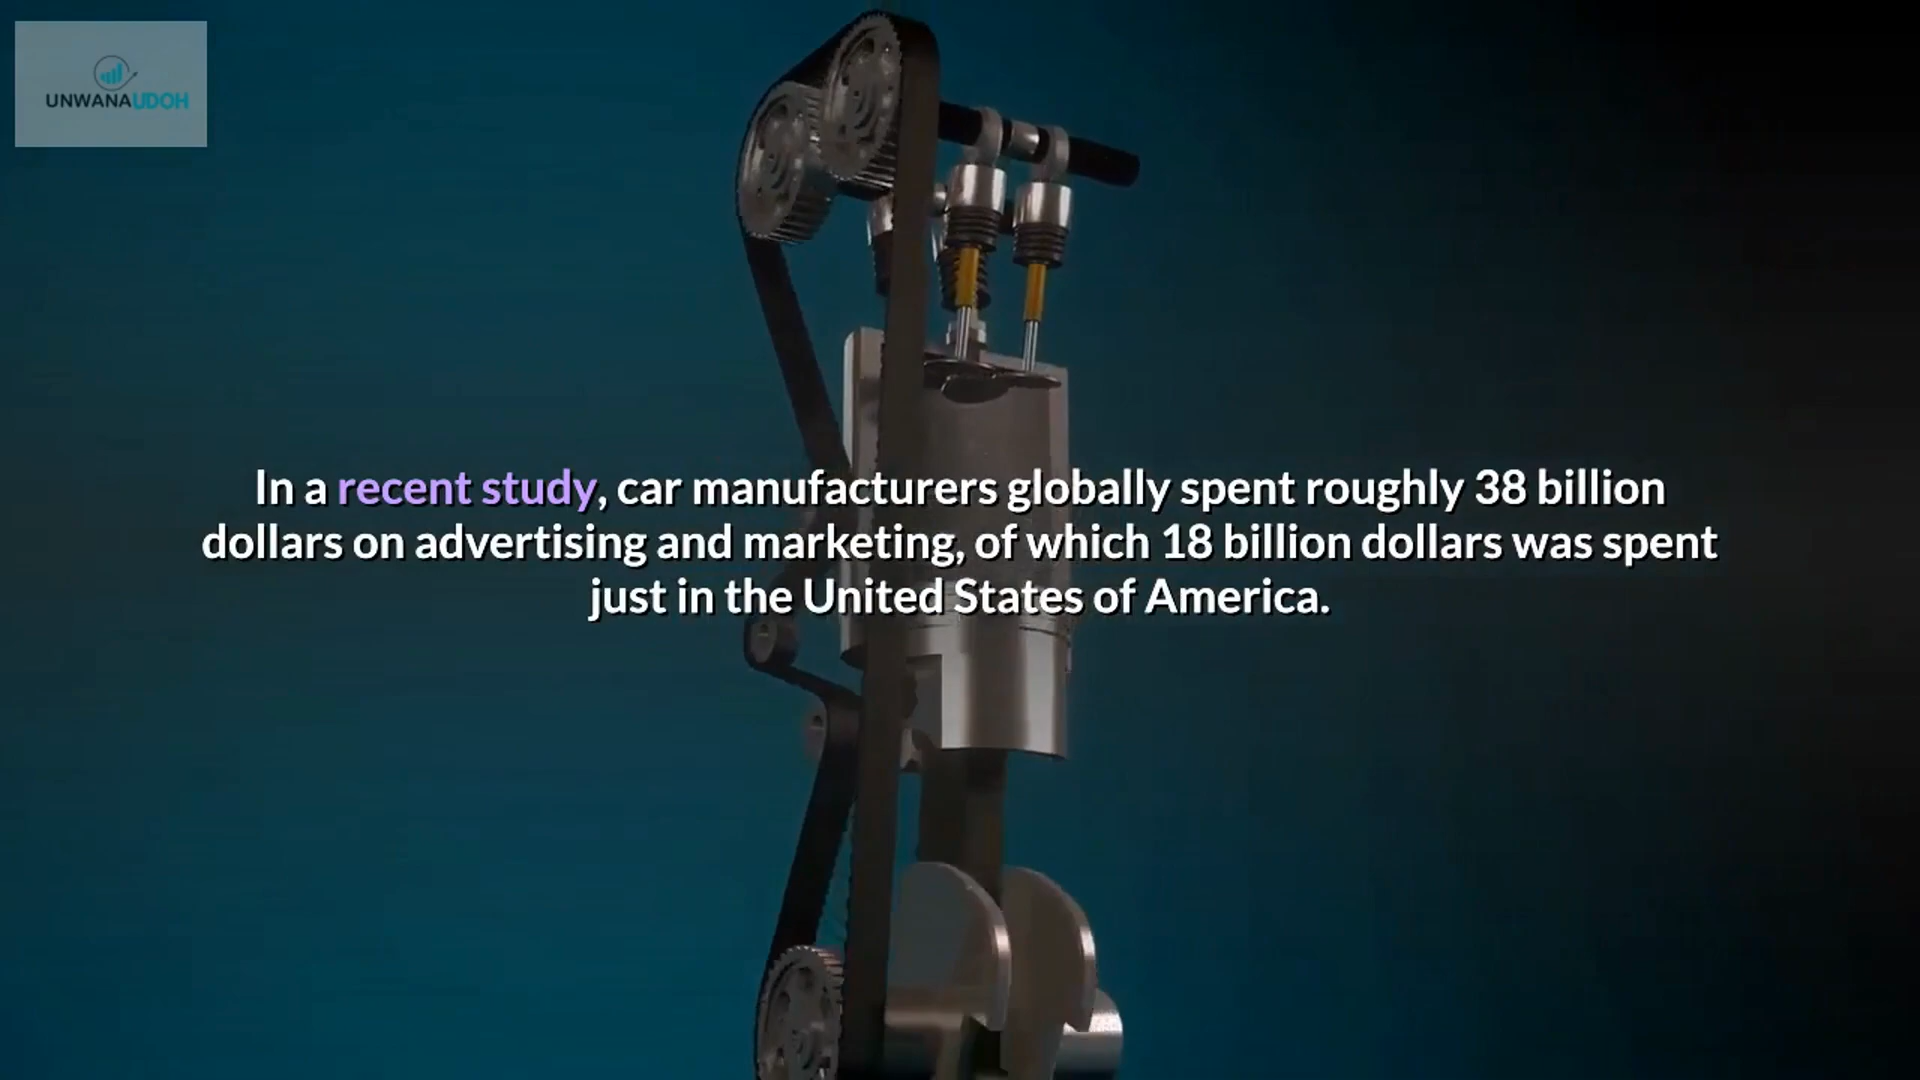 UNWANAUDOH
In a recent study, car manufacturers globally spent roughly 38 billion
dollars on advertising and marketing, of which 18 billion dollars was spent
just in the United States of America.